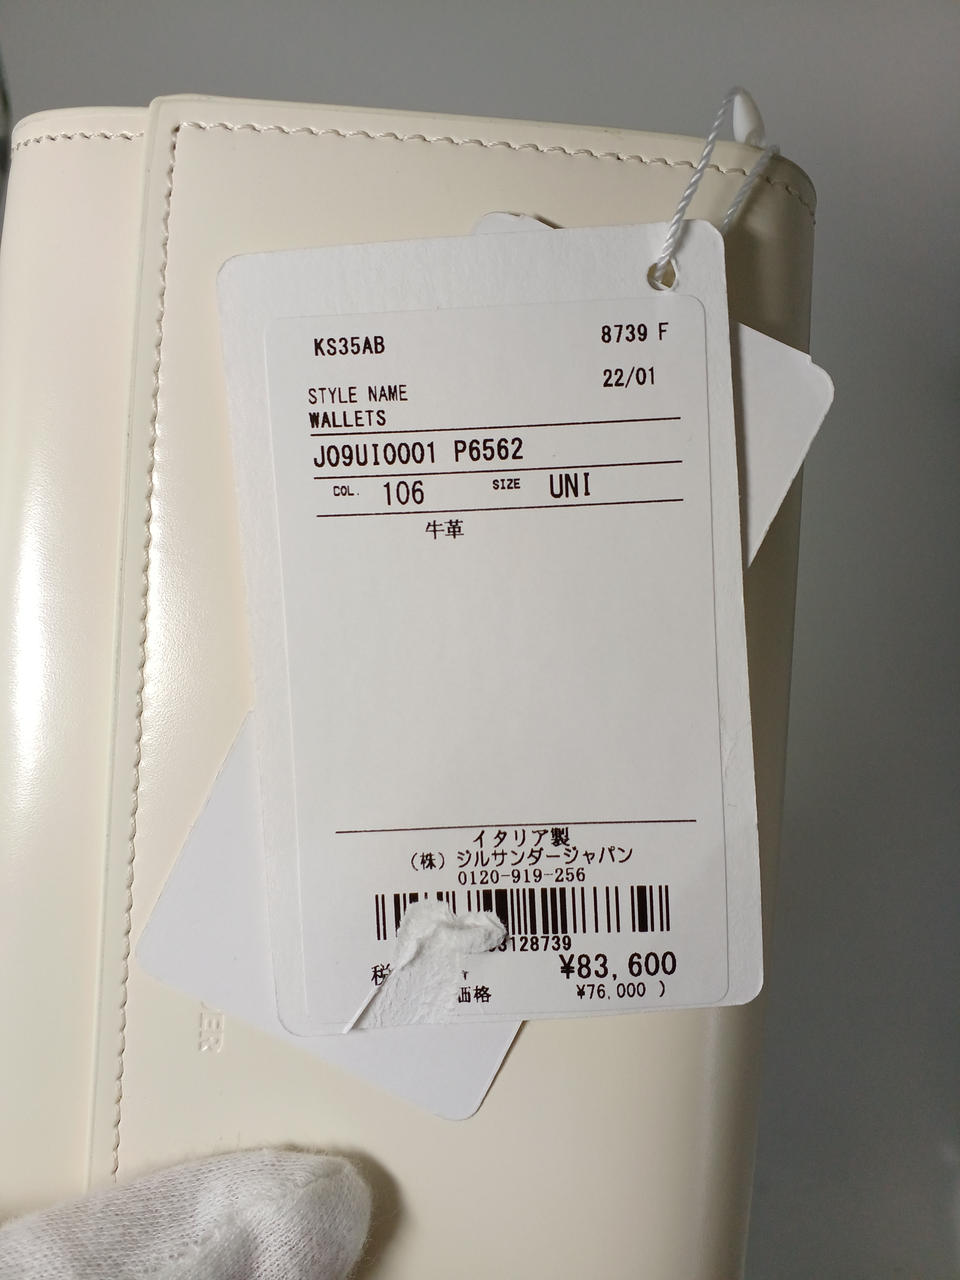 KS35AB 8739 F
22/01
STYLE NAME
WALLETS
J09UI0001 P6562
COL. 106 SIZE UNI
牛革
イタリア製
(株)ジルサンダージャパン
0120-919-256
3128739
税 ¥83,600
価格 ¥76,000 )